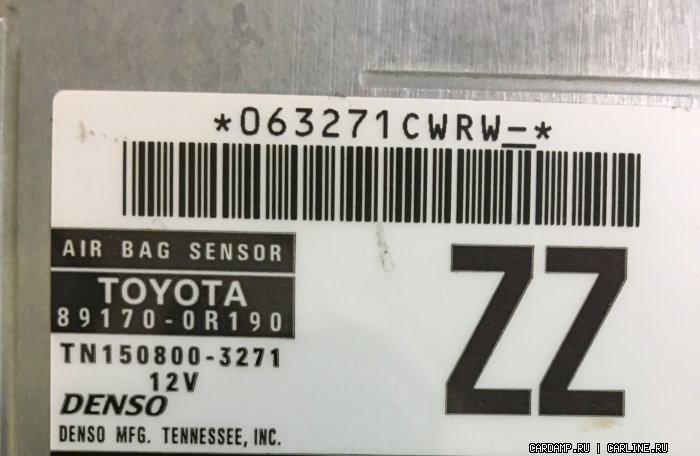 *063271CWRW-*
AIR BAG SENSOR
TOYOTA
89170-0R190
TN150800-3271
12V
DENSO
DENSO MFG. TENNESSEE, INC.
ZZ
CARDAMP.RU | CARLINE.RU